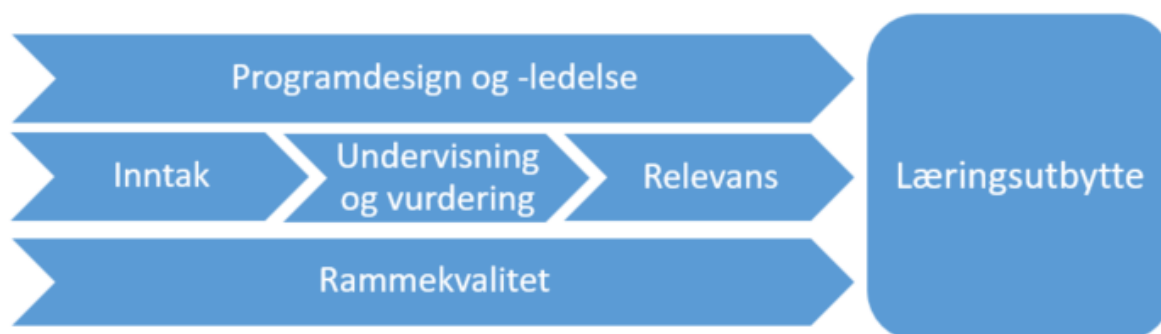 Programdesign og -ledelse
Inntak
Undervisning
og vurdering
Relevans
Læringsutbytte
Rammekvalitet